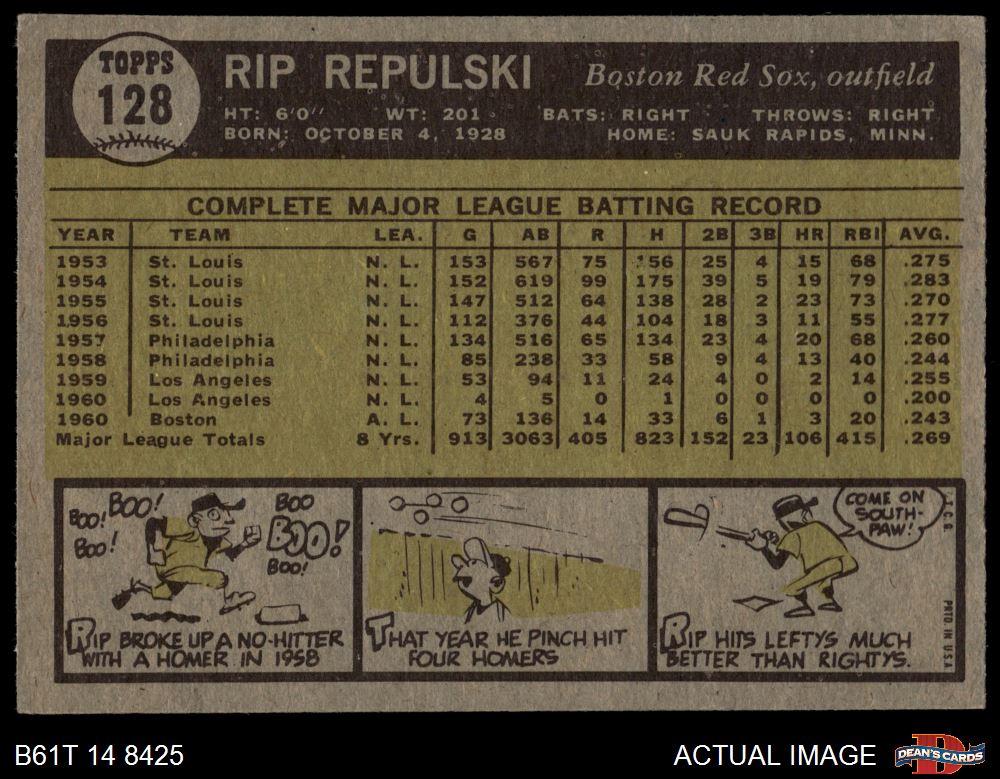 TOPPS
128
RIP REPULSKI Boston Red Sox, outfield
HT: 6'0" WT: 201 BATS: RIGHT THROWS: RIGHT
BORN: OCTOBER 4, 1928 HOME: SAUK RAPIDS, MINN.
COMPLETE MAJOR LEAGUE BATTING RECORD
YEAR TEAM LEA. G AB R H 2B 3B HR RBI AVG.
1953 St. Louis N. L. 153 567 75 156 25 4 15 68 .275
1954 St. Louis N. L. 152 619 99 175 39 5 19 79 .283
1955 St. Louis N. L. 147 512 64 138 28 2 23 73 .270
1956 St. Louis N. L. 112 376 44 104 18 3 11 55 .277
1957 Philadelphia N. L. 134 516 65 134 23 4 20 68 .260
1958 Philadelphia N. L. 85 238 33 58 9 4 13 40 .244
1959 Los Angeles N. L. 53 94 11 24 4 0 2 14 .255
1960 Los Angeles N. L. 4 5 0 1 0 0 0 0 .200
1960 Boston A. L. 73 136 14 33 6 1 3 20 .243
Major League Totals 8 Yrs. 913 3063 405 823 152 23 106 415 .269
BOO! BOO!
BOO!
BOO
BOO!
BOO!
RIP BROKE UP A NO-HITTER
WITH A HOMER IN 1958
THAT YEAR HE PINCH HIT
FOUR HOMERS
COME ON
SOUTH-
PAW!
RIP HITS LEFTYS MUCH
BETTER THAN RIGHTYS.
T.C.G.
PRTD IN U.S.A.
B61T 14 8425
ACTUAL IMAGE
DEAN'S CARDS